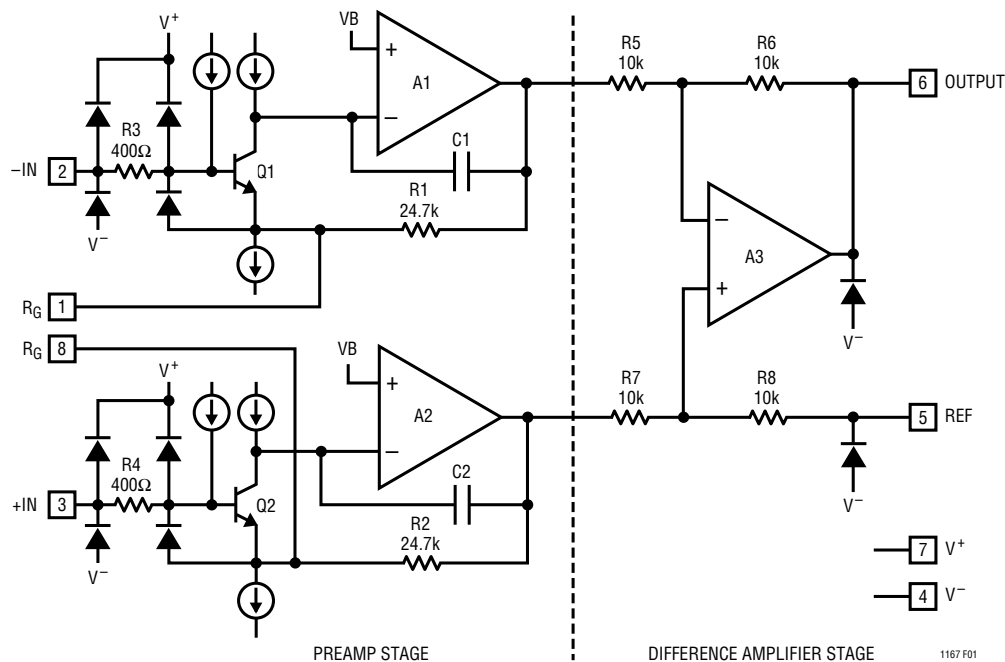 V+
VB
+
A1
−
R5
10k
R6
10k
6 OUTPUT
R3
400Ω
−IN 2
Q1
C1
R1
24.7k
V−
−
A3
+
V−
RG 1
RG 8
V+
VB
+
A2
−
R7
10k
R8
10k
5 REF
R4
400Ω
+IN 3
Q2
C2
R2
24.7k
V−
V−
7 V+
4 V−
PREAMP STAGE
DIFFERENCE AMPLIFIER STAGE
1167 F01